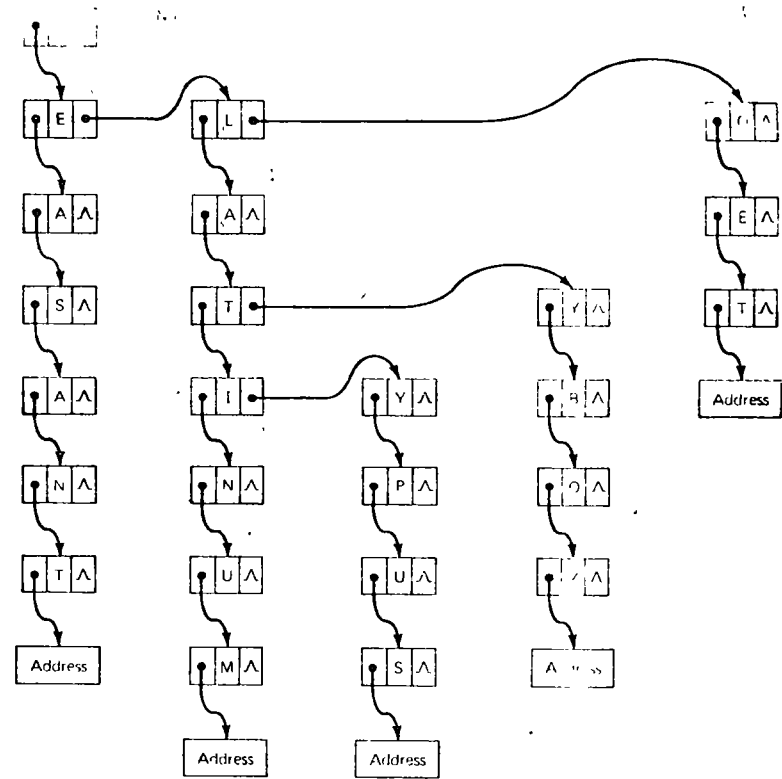 E L O Λ
A Λ A Λ E Λ
S Λ T Y Λ T Λ
A Λ I Y Λ B Λ Address
N Λ N Λ P Λ O Λ
T Λ U Λ U Λ Λ
Address M Λ S Λ
Address Address